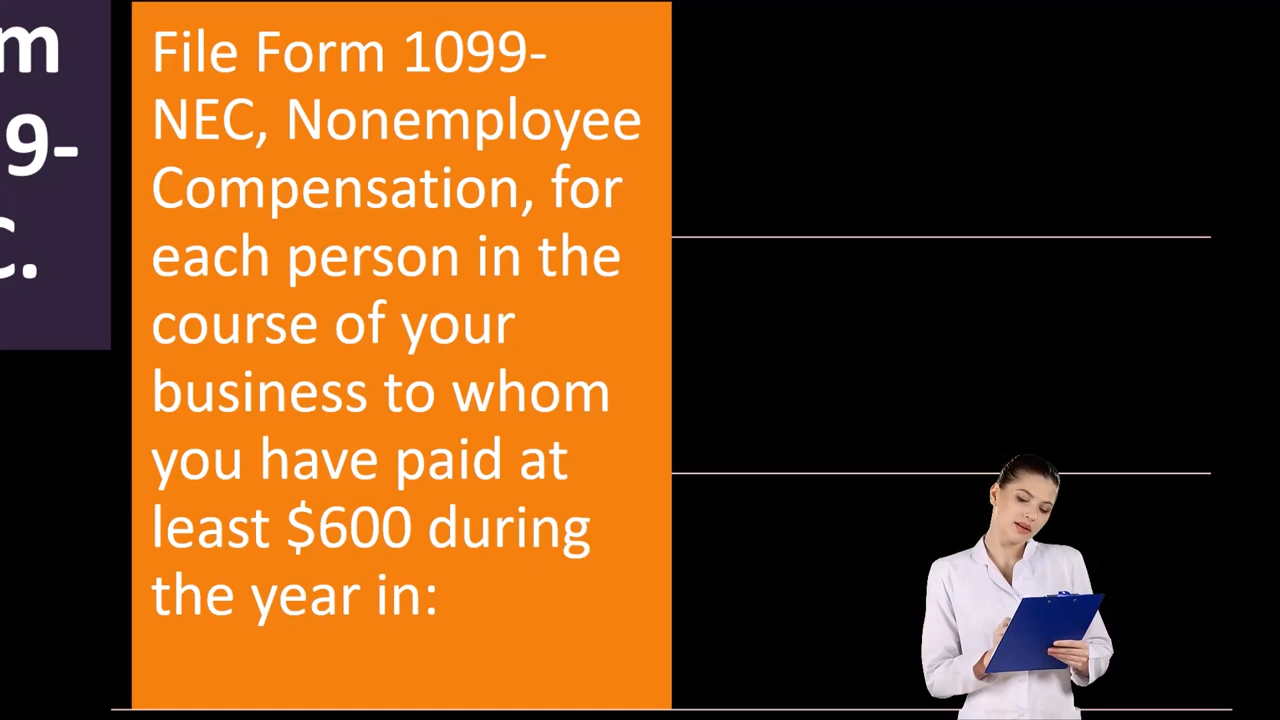 m
9-
C.
File Form 1099-
NEC, Nonemployee
Compensation, for
each person in the
course of your
business to whom
you have paid at
least $600 during
the year in: